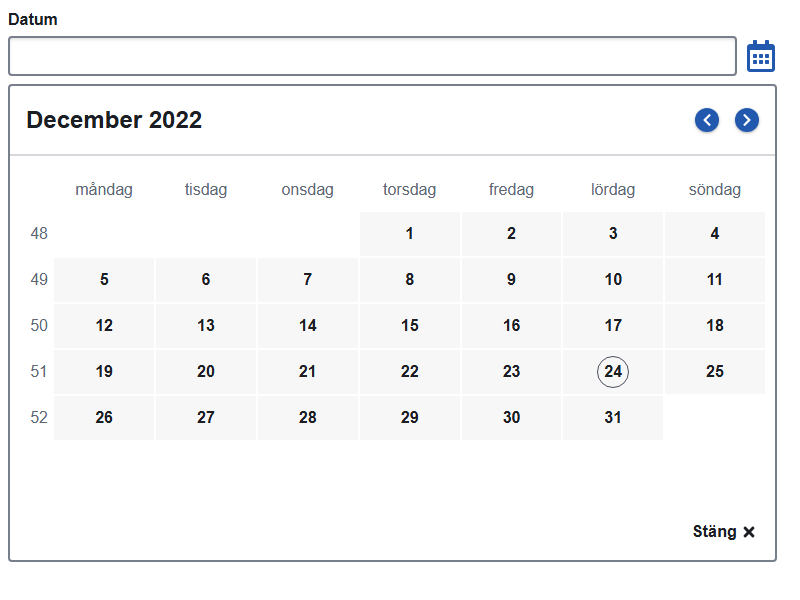 Datum
December 2022
måndag tisdag onsdag torsdag fredag lördag söndag
48 1 2 3 4
49 5 6 7 8 9 10 11
50 12 13 14 15 16 17 18
51 19 20 21 22 23 24 25
52 26 27 28 29 30 31
Stäng